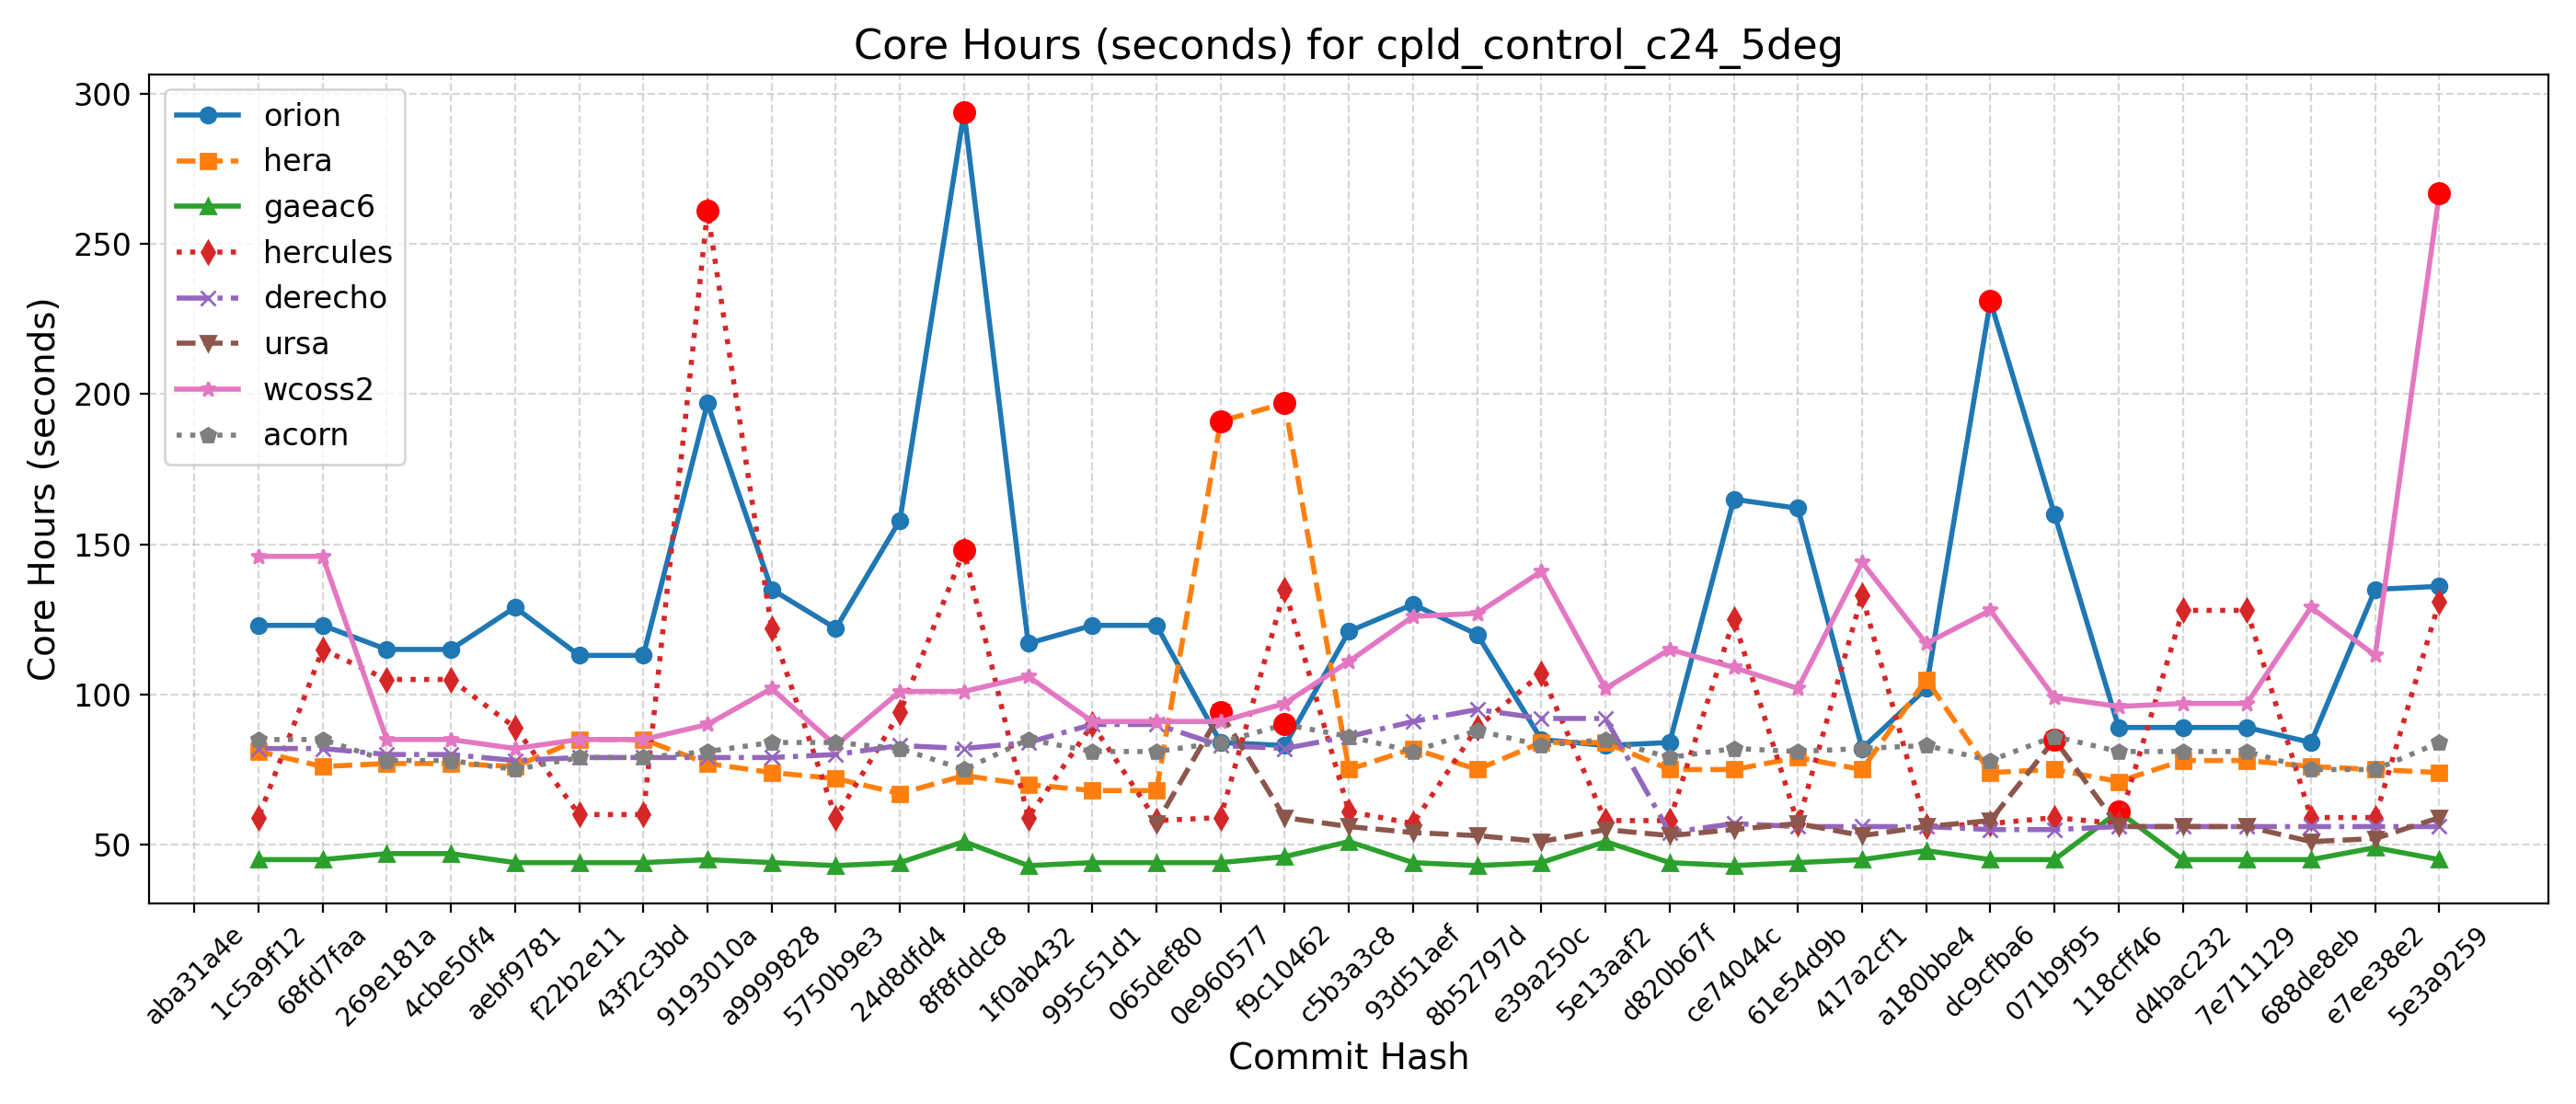 Core Hours (seconds) for cpld_control_c24_5deg
Core Hours (seconds)
300
250
200
150
100
50
orion
hera
gaeac6
hercules
derecho
ursa
wcoss2
acorn
aba31a4e
1c5a9f12
68fd7faa
269e181a
4cbe50f4
aebf9781
f22b2e11
43f2c3bd
9193010a
a9999828
5750b9e3
24d8dfd4
8f8fddc8
1f0ab432
995c51d1
065def80
0e960577
f9c10462
c5b3a3c8
93d51aef
8b52797d
e39a250c
5e13aaf2
d820b67f
ce74044c
61e54d9b
417a2cf1
a180bbe4
dc9cfba6
071b9f95
118cff46
d4bac232
7e711129
688de8eb
e7ee38e2
5e3a9259
Commit Hash